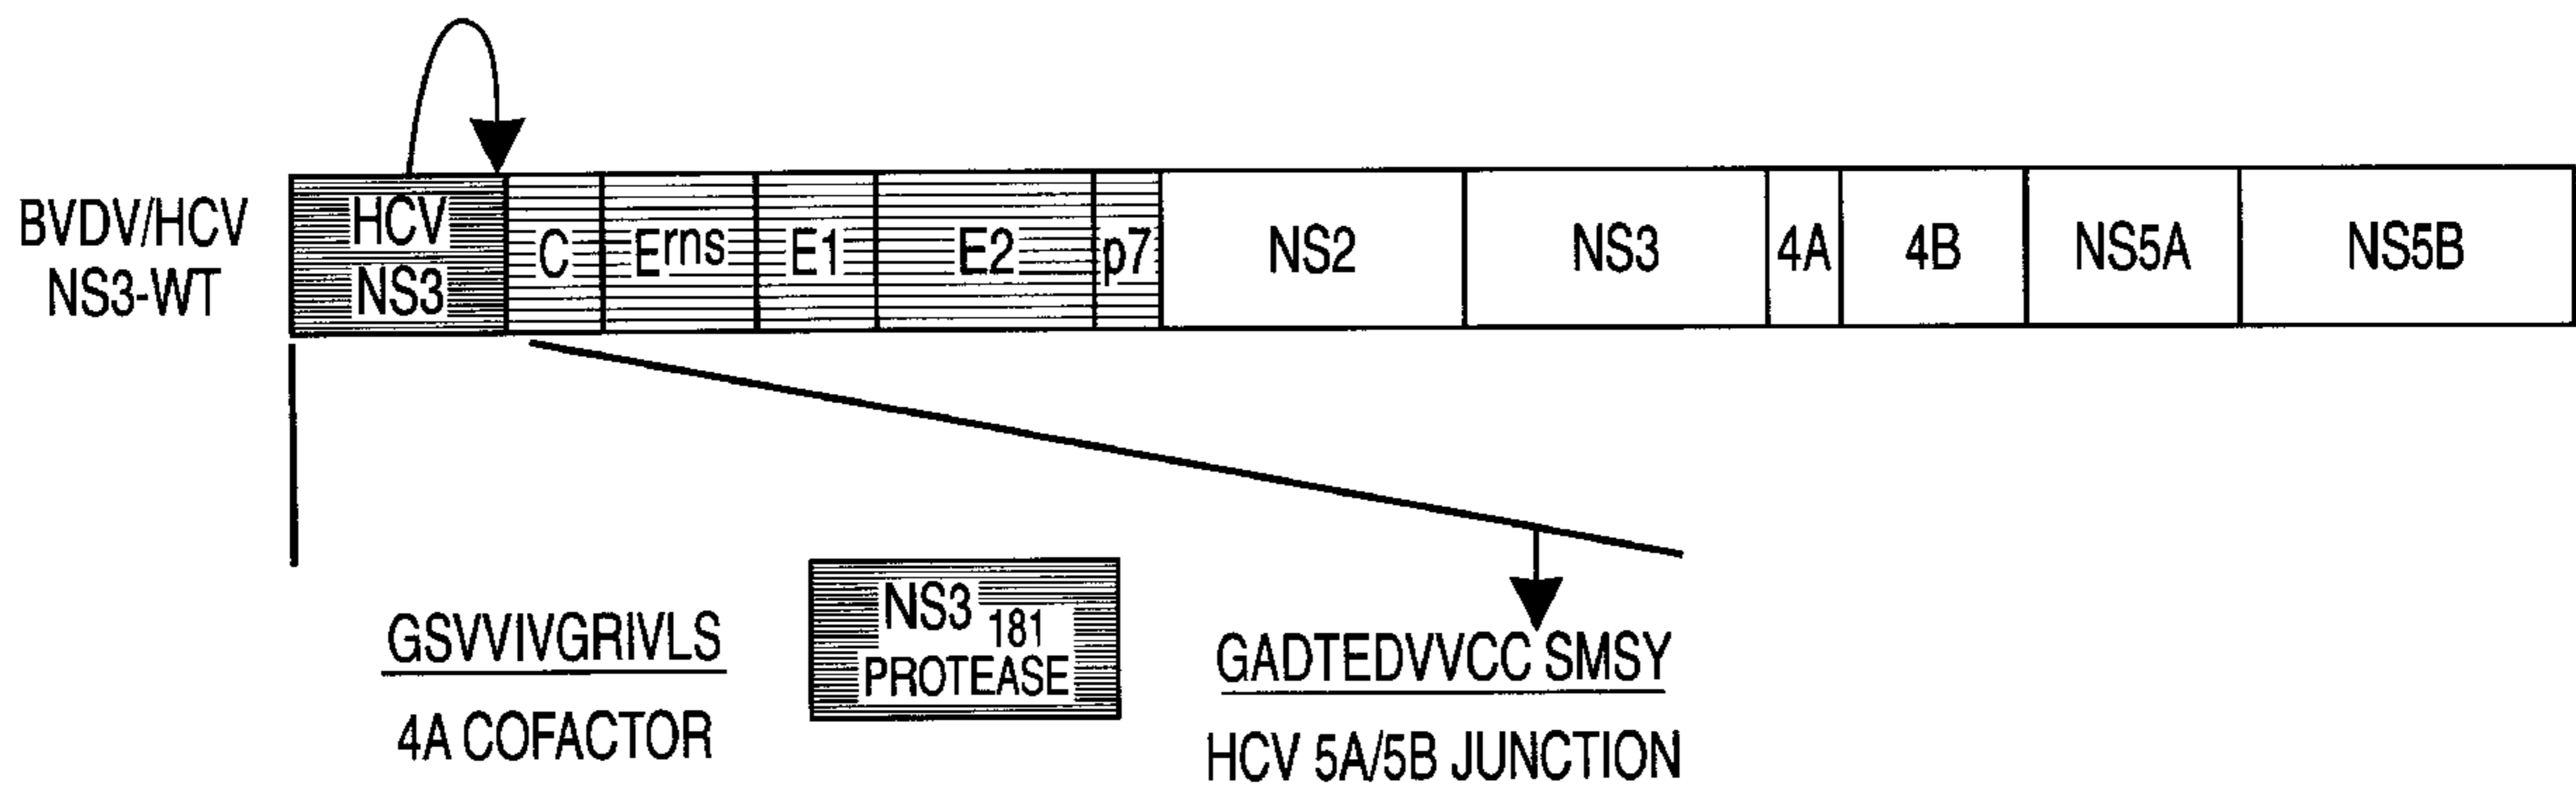 BVDV/HCV
NS3-WT
HCV
NS3
C
Erns
E1
E2
p7
NS2
NS3
4A
4B
NS5A
NS5B
GSVVIVGRIVLS
4A COFACTOR
NS3 181
PROTEASE
GADTEDVVCC SMSY
HCV 5A/5B JUNCTION